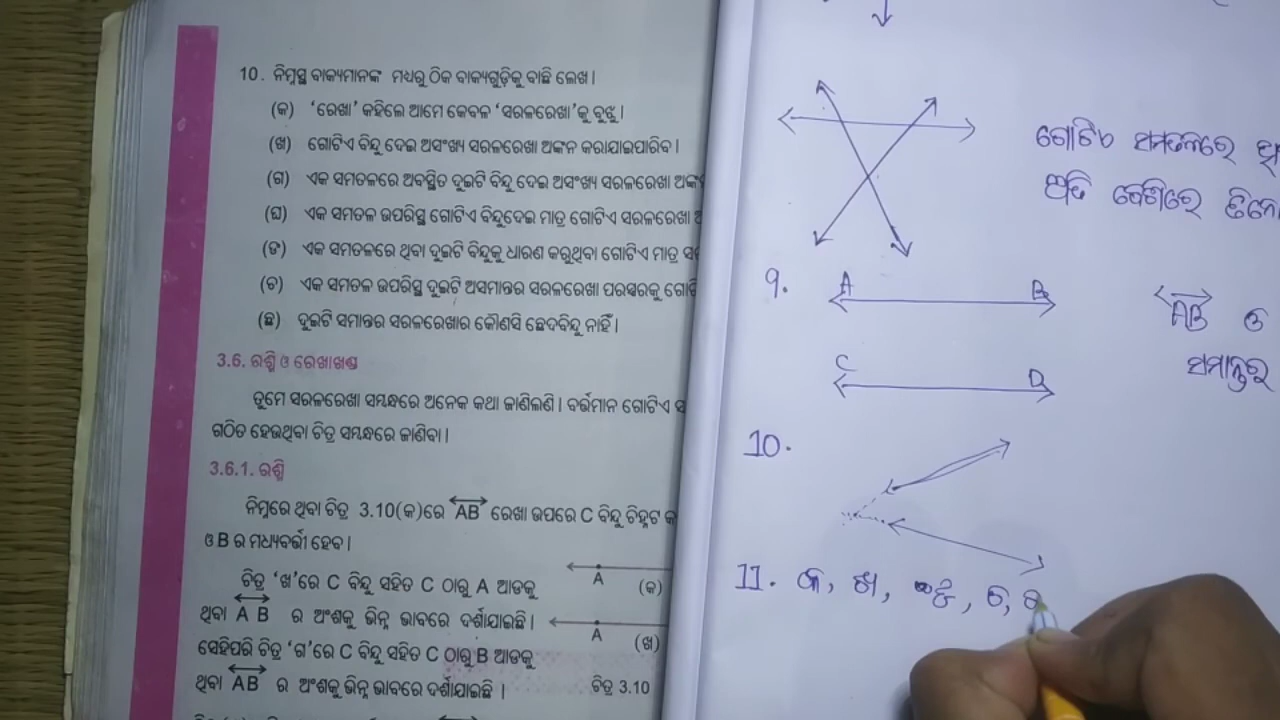 10. ନିମ୍ନସ୍ଥ ବାକ୍ୟମାନଙ୍କ ମଧ୍ୟରୁ ଠିକ ବାକ୍ୟଗୁଡ଼ିକୁ ବାଛି ଲେଖ।
(କ) ‘ରେଖା’ କହିଲେ ଆମେ କେବଳ ‘ସରଳରେଖା’କୁ ବୁଝୁ।
(ଖ) ଗୋଟିଏ ବିନ୍ଦୁ ଦେଇ ଅସଂଖ୍ୟ ସରଳରେଖା ଅଙ୍କନ କରାଯାଇପାରିବ।
(ଗ) ଏକ ସମତଳରେ ଅବସ୍ଥିତ ଦୁଇଟି ବିନ୍ଦୁ ଦେଇ ଅସଂଖ୍ୟ ସରଳରେଖା
(ଘ) ଏକ ସମତଳ ଉପରିସ୍ଥ ଗୋଟିଏ ବିନ୍ଦୁଦେଇ ମାତ୍ର ଗୋଟିଏ ସରଳରେଖା
(ଙ) ଏକ ସମତଳରେ ଥିବା ଦୁଇଟି ବିନ୍ଦୁକୁ ଧାରଣ କରୁଥିବା ଗୋଟିଏ ମାତ୍ର
(ଚ) ଏକ ସମତଳ ଉପରିସ୍ଥ ଦୁଇଟି ଅସମାନ୍ତର ସରଳରେଖା ପରସ୍ପରକୁ
(ଛ) ଦୁଇଟି ସମାନ୍ତର ସରଳରେଖାର କୌଣସି ଛେଦବିନ୍ଦୁ ନାହିଁ।
3.6. ରଶ୍ମି ଓ ରେଖାଖଣ୍ଡ
ତୁମେ ସରଳରେଖା ସମ୍ବନ୍ଧରେ ଅନେକ କଥା ଜାଣିଲଣି। ବର୍ତ୍ତମାନ ଗୋଟିଏ
ଗଠିତ ହେଉଥିବା ଚିତ୍ର ସମ୍ବନ୍ଧରେ ଜାଣିବା।
3.6.1. ରଶ୍ମି
ନିମ୍ନରେ ଥିବା ଚିତ୍ର 3.10(କ)ରେ AB ରେଖା ଉପରେ C ବିନ୍ଦୁ ଚିହ୍ନଟ
ଓ B ର ମଧ୍ୟବର୍ତ୍ତୀ ହେବ।
ଚିତ୍ର ‘ଖ’ରେ C ବିନ୍ଦୁ ସହିତ C ଠାରୁ A ଆଡକୁ
ଥିବା A B ର ଅଂଶକୁ ଭିନ୍ନ ଭାବରେ ଦର୍ଶାଯାଇଛି।
ସେହିପରି ଚିତ୍ର ‘ଗ’ରେ C ବିନ୍ଦୁ ସହିତ C ଠାରୁ B ଆଡକୁ
ଥିବା AB ର ଅଂଶକୁ ଭିନ୍ନ ଭାବରେ ଦର୍ଶାଯାଇଛି।
A (କ)
A (ଖ)
ଚିତ୍ର 3.10
ଗୋଟିଏ ସମତଳରେ
ଅତି ବେଶିରେ
9. A B
AB ଓ
C D
ସମାନ୍ତର
10.
11. କ, ଖ, ଙ, ଚ,